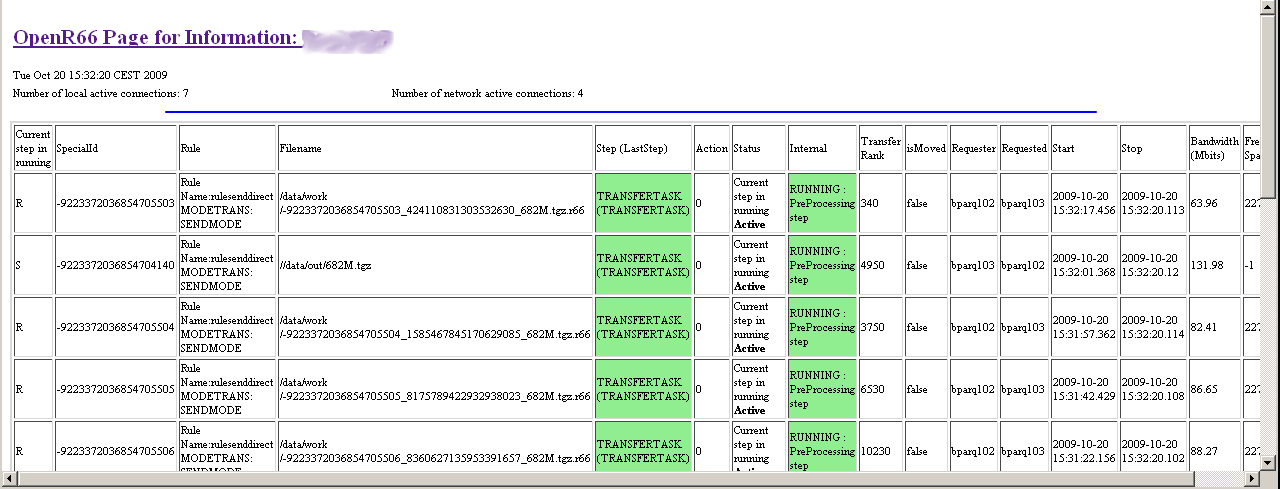 OpenR66 Page for Information:
Tue Oct 20 15:32:20 CEST 2009
Number of local active connections: 7 Number of network active connections: 4
Current step in running SpecialId Rule Filename Step (LastStep) Action Status Internal Transfer Rank isMoved Requester Requested Start Stop Bandwidth (Mbits) Fre Spa
R -9223372036854705503 Rule Name:rulesenddirect MODETRANS: SENDMODE /data/work /-9223372036854705503_424110831303532630_682M.tgz.r66 TRANSFERTASK (TRANSFERTASK) 0 Current step in running Active RUNNING : PreProcessing step 340 false bparq102 bparq103 2009-10-20 15:32:17.456 2009-10-20 15:32:20.113 63.96 227
S -9223372036854704140 Rule Name:rulesenddirect MODETRANS: SENDMODE //data/out/682M.tgz TRANSFERTASK (TRANSFERTASK) 0 Current step in running Active RUNNING : PreProcessing step 4950 false bparq103 bparq102 2009-10-20 15:32:01.368 2009-10-20 15:32:20.12 131.98 -1
R -9223372036854705504 Rule Name:rulesenddirect MODETRANS: SENDMODE /data/work /-9223372036854705504_1585467845170629085_682M.tgz.r66 TRANSFERTASK (TRANSFERTASK) 0 Current step in running Active RUNNING : PreProcessing step 3750 false bparq102 bparq103 2009-10-20 15:31:57.362 2009-10-20 15:32:20.114 82.41 227
R -9223372036854705505 Rule Name:rulesenddirect MODETRANS: SENDMODE /data/work /-9223372036854705505_8175789422932938023_682M.tgz.r66 TRANSFERTASK (TRANSFERTASK) 0 Current step in running Active RUNNING : PreProcessing step 6530 false bparq102 bparq103 2009-10-20 15:31:42.429 2009-10-20 15:32:20.108 86.65 227
R -9223372036854705506 Rule Name:rulesenddirect MODETRANS: SENDMODE /data/work /-9223372036854705506_8360627135953391657_682M.tgz.r66 TRANSFERTASK (TRANSFERTASK) 0 Current step in running Active RUNNING : PreProcessing step 10230 false bparq102 bparq103 2009-10-20 15:31:22.156 2009-10-20 15:32:20.102 88.27 227